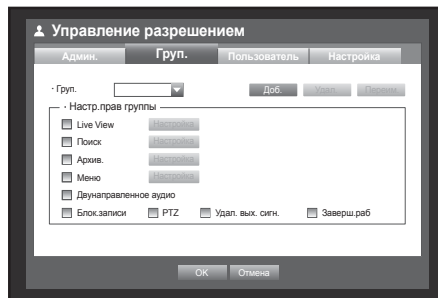 Управление разрешением
Админ. Груп. Пользователь Настройка
· Груп. Доб. Удал. Переим.
· Настр.прав группы
Live View Настройка
Поиск Настройка
Архив. Настройка
Меню Настройка
Двунаправленное аудио
Блок.записи PTZ Удал. вых. сигн. Заверш.раб
OK Отмена